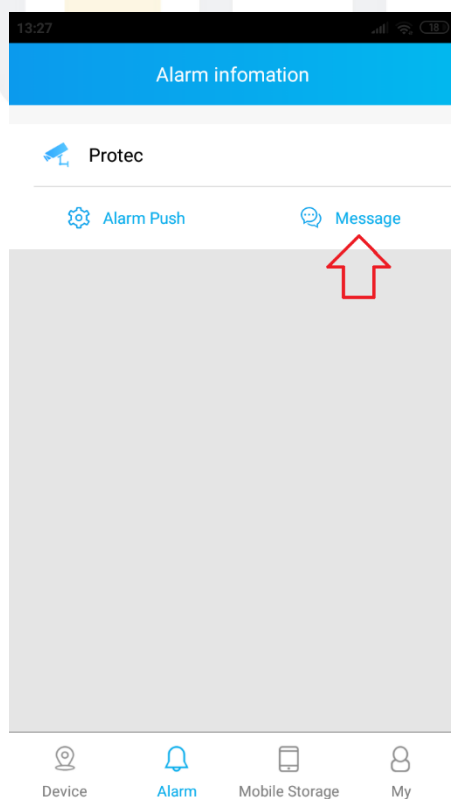 13:27 18
Alarm infomation
Protec
Alarm Push Message
Device Alarm Mobile Storage My